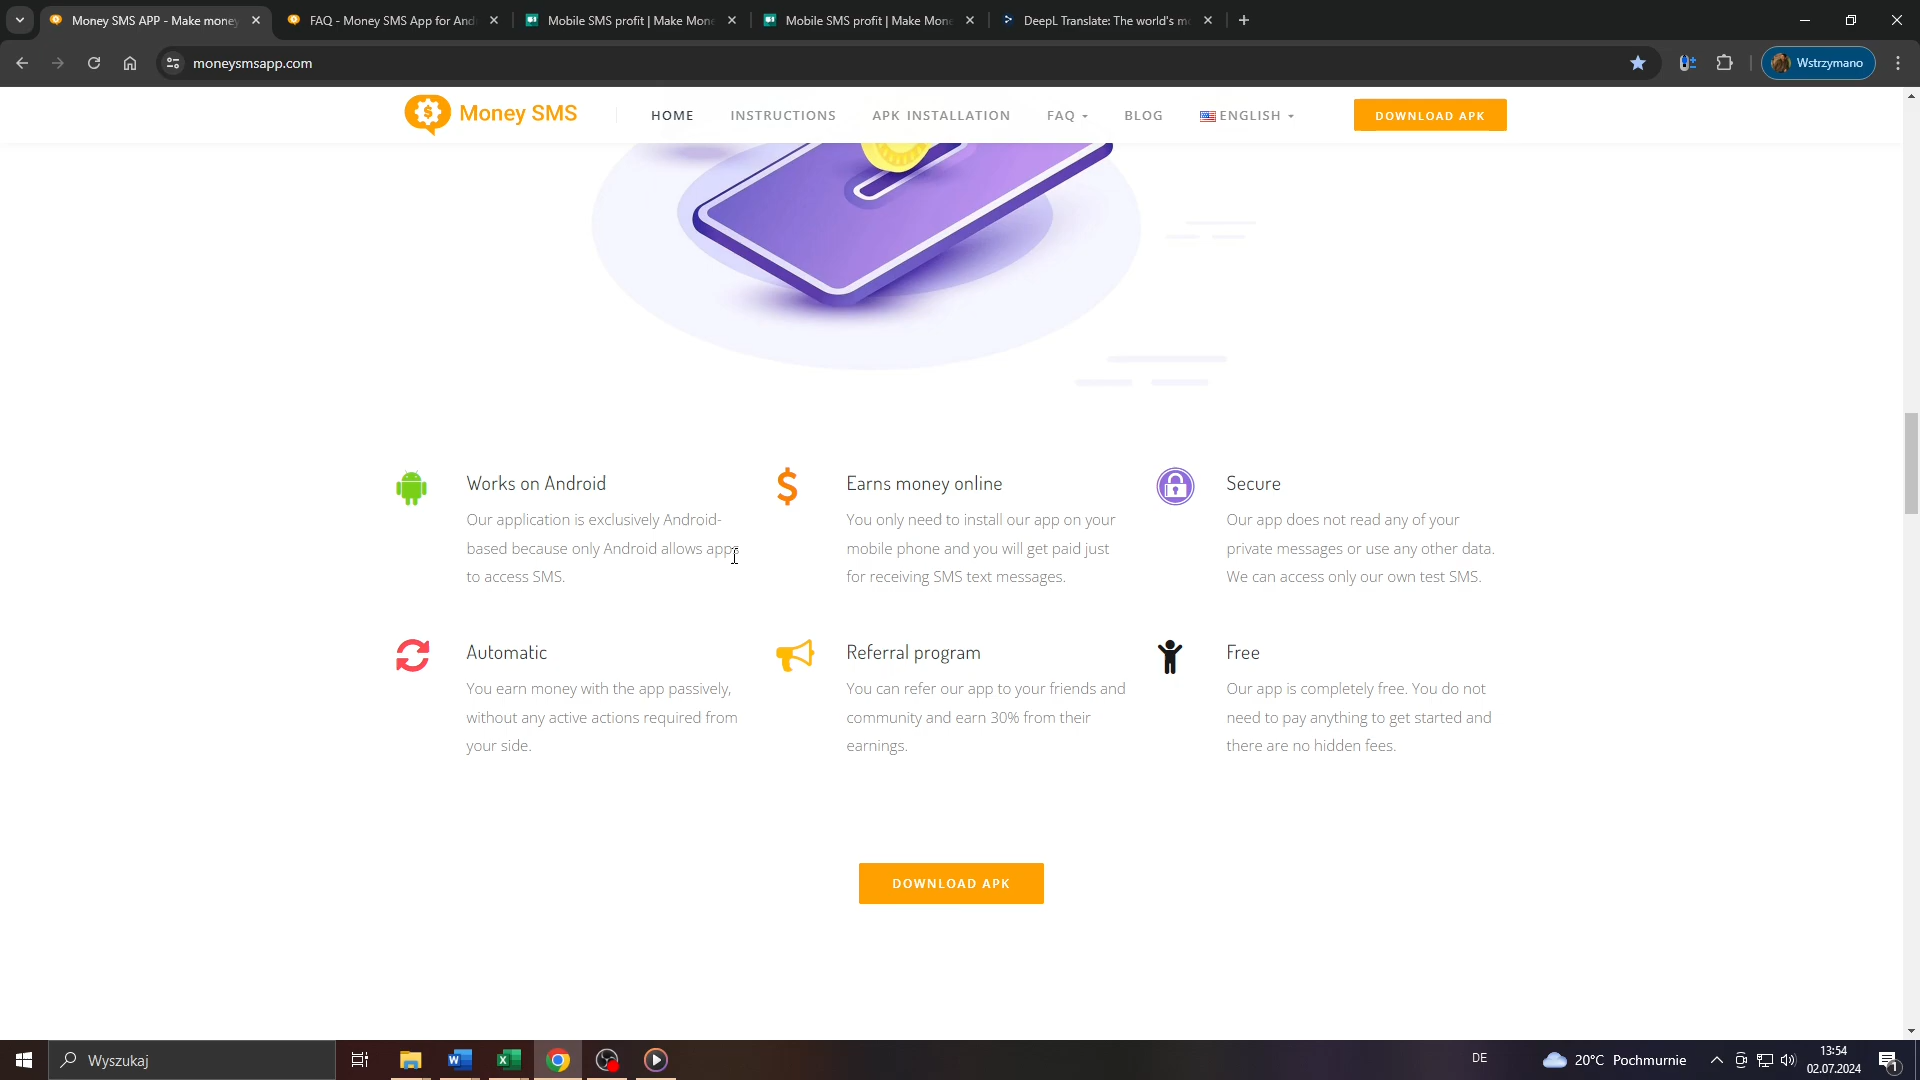 Money SMS APP - Make money
FAQ - Money SMS App for And
Mobile SMS profit | Make Mone
Mobile SMS profit | Make Mone
DeepL Translate: The world's m
moneysmsapp.com
Wstrzymano
Money SMS
HOME
INSTRUCTIONS
APK INSTALLATION
FAQ
BLOG
ENGLISH
DOWNLOAD APK
Works on Android
Our application is exclusively Android-
based because only Android allows apps
to access SMS.
Earns money online
You only need to install our app on your
mobile phone and you will get paid just
for receiving SMS text messages.
Secure
Our app does not read any of your
private messages or use any other data.
We can access only our own test SMS.
Automatic
You earn money with the app passively,
without any active actions required from
your side.
Referral program
You can refer our app to your friends and
community and earn 30% from their
earnings.
Free
Our app is completely free. You do not
need to pay anything to get started and
there are no hidden fees.
DOWNLOAD APK
Wyszukaj
DE
20°C Pochmurnie
13:54
02.07.2024
1